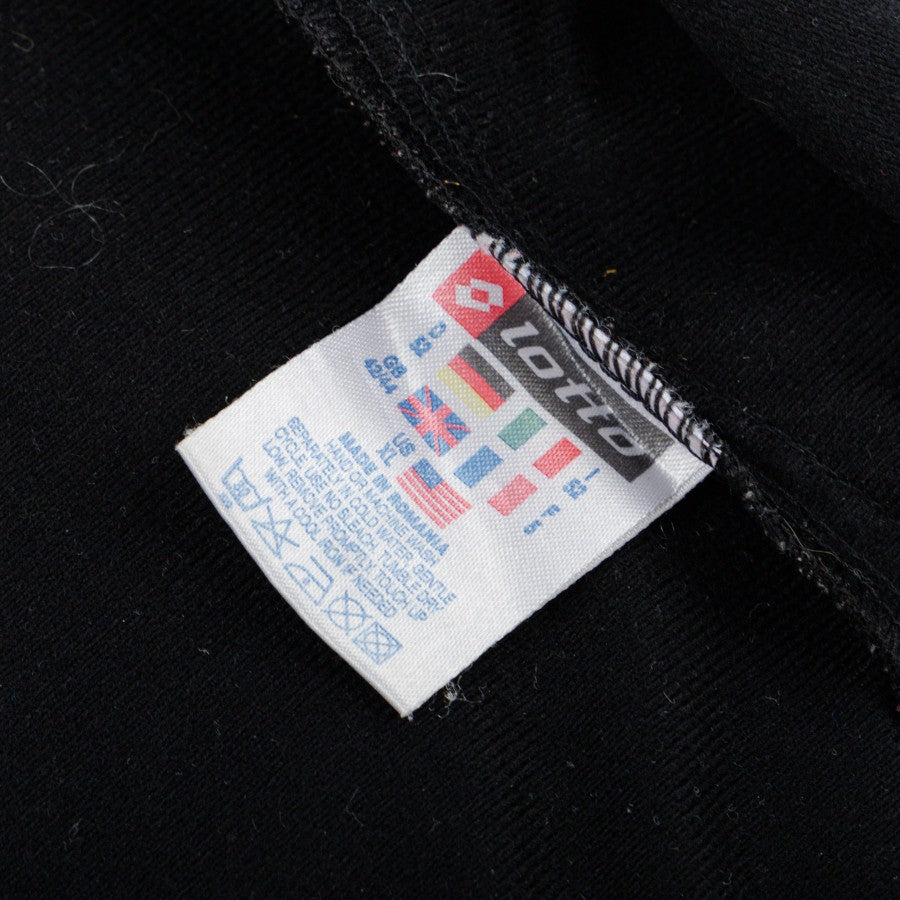 lotto
D
52
GB
42/44
US
XL
I
52
F
5
MADE IN ROMANIA
HAND OR MACHINE WASH
SEPARATELY IN COLD WATER, GENTLE
CYCLE, USE NO BLEACH, TUMBLE DRY
LOW, REMOVE PROMPTLY, TOUCH UP
WITH COOL IRON IF NEEDED